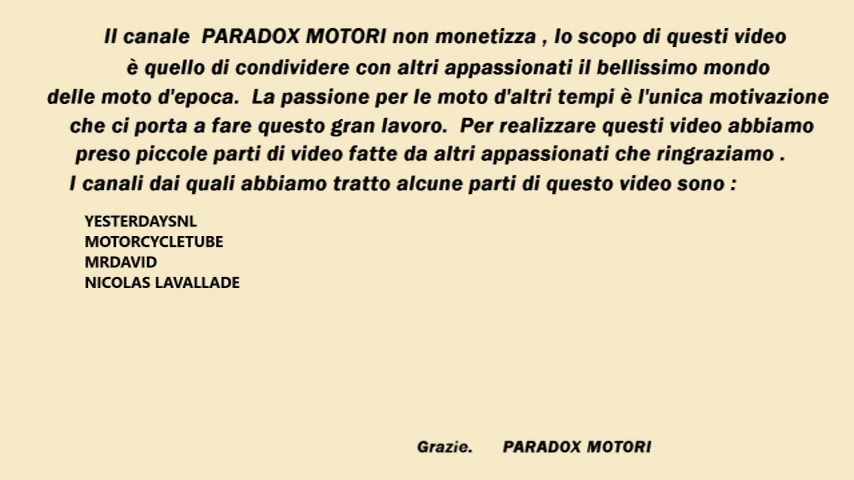 Il canale PARADOX MOTORI non monetizza , lo scopo di questi video
è quello di condividere con altri appassionati il bellissimo mondo
delle moto d'epoca. La passione per le moto d'altri tempi è l'unica motivazione
che ci porta a fare questo gran lavoro. Per realizzare questi video abbiamo
preso piccole parti di video fatte da altri appassionati che ringraziamo .
I canali dai quali abbiamo tratto alcune parti di questo video sono :
YESTERDAYSNL
MOTORCYCLETUBE
MRDAVID
NICOLAS LAVALLADE
Grazie. PARADOX MOTORI